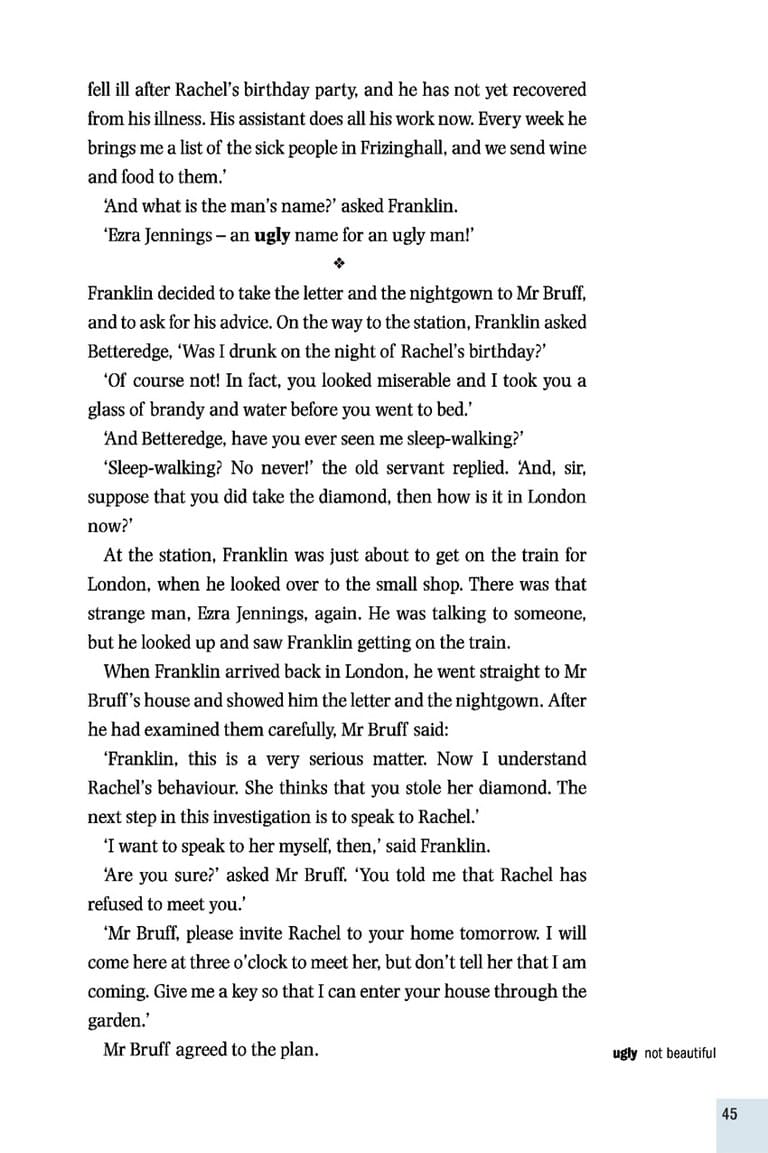 fell ill after Rachel's birthday party, and he has not yet recovered
from his illness. His assistant does all his work now. Every week he
brings me a list of the sick people in Frizinghall, and we send wine
and food to them.'
'And what is the man's name?' asked Franklin.
'Ezra Jennings – an ugly name for an ugly man!'
❖
Franklin decided to take the letter and the nightgown to Mr Bruff,
and to ask for his advice. On the way to the station, Franklin asked
Betteredge, 'Was I drunk on the night of Rachel's birthday?'
'Of course not! In fact, you looked miserable and I took you a
glass of brandy and water before you went to bed.'
'And Betteredge, have you ever seen me sleep-walking?'
'Sleep-walking? No never!' the old servant replied. 'And, sir,
suppose that you did take the diamond, then how is it in London
now?'
At the station, Franklin was just about to get on the train for
London, when he looked over to the small shop. There was that
strange man, Ezra Jennings, again. He was talking to someone,
but he looked up and saw Franklin getting on the train.
When Franklin arrived back in London, he went straight to Mr
Bruff's house and showed him the letter and the nightgown. After
he had examined them carefully, Mr Bruff said:
'Franklin, this is a very serious matter. Now I understand
Rachel's behaviour. She thinks that you stole her diamond. The
next step in this investigation is to speak to Rachel.'
'I want to speak to her myself, then,' said Franklin.
'Are you sure?' asked Mr Bruff. 'You told me that Rachel has
refused to meet you.'
'Mr Bruff, please invite Rachel to your home tomorrow. I will
come here at three o'clock to meet her, but don't tell her that I am
coming. Give me a key so that I can enter your house through the
garden.'
Mr Bruff agreed to the plan.
ugly not beautiful
45